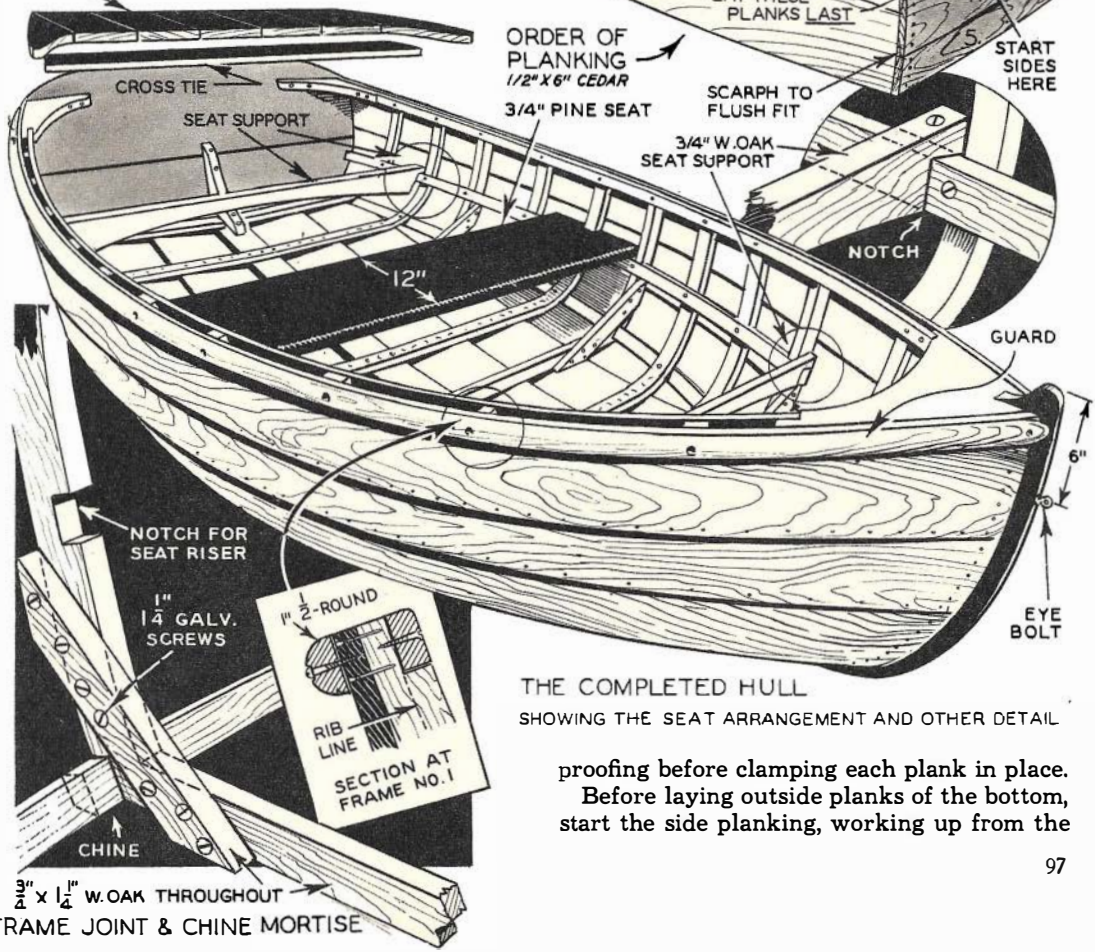 PLANKS LAST
5.
START
SIDES
HERE
ORDER OF
PLANKING
1/2" X 6" CEDAR
SCARPH TO
FLUSH FIT
CROSS TIE
3/4" PINE SEAT
SEAT SUPPORT
3/4" W. OAK
SEAT SUPPORT
NOTCH
12"
GUARD
6"
NOTCH FOR
SEAT RISER
1 1/4" GALV.
SCREWS
1" 1/2-ROUND
RIB
LINE
SECTION AT
FRAME NO. 1
EYE
BOLT
THE COMPLETED HULL
SHOWING THE SEAT ARRANGEMENT AND OTHER DETAIL
CHINE
3/4" X 1 1/4" W. OAK THROUGHOUT
FRAME JOINT & CHINE MORTISE
proofing before clamping each plank in place.
Before laying outside planks of the bottom,
start the side planking, working up from the
97